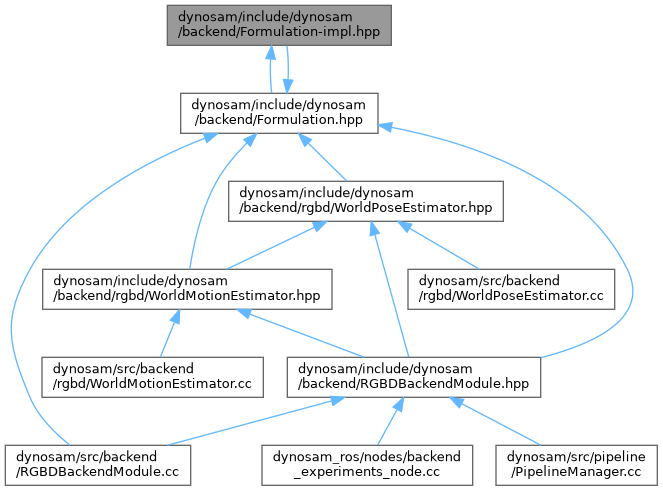 dynosam/include/dynosam
/backend/Formulation-impl.hpp
dynosam/include/dynosam
/backend/Formulation.hpp
dynosam/include/dynosam
/backend/rgbd/WorldPoseEstimator.hpp
dynosam/include/dynosam
/backend/rgbd/WorldMotionEstimator.hpp
dynosam/src/backend
/rgbd/WorldPoseEstimator.cc
dynosam/src/backend
/rgbd/WorldMotionEstimator.cc
dynosam/include/dynosam
/backend/RGBDBackendModule.hpp
dynosam/src/backend
/RGBDBackendModule.cc
dynosam_ros/nodes/backend
_experiments_node.cc
dynosam/src/pipeline
/PipelineManager.cc